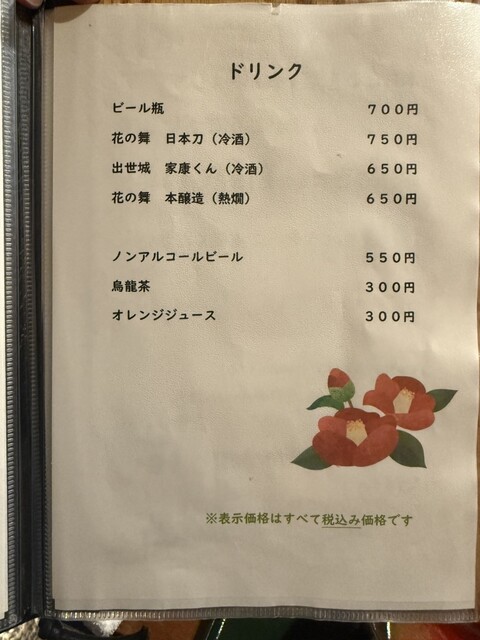 ドリンク
ビール瓶　７００円
花の舞　日本刀（冷酒）　７５０円
出世城　家康くん（冷酒）　６５０円
花の舞　本醸造（熱燗）　６５０円
ノンアルコールビール　５５０円
烏龍茶　３００円
オレンジジュース　３００円
※表示価格はすべて税込み価格です